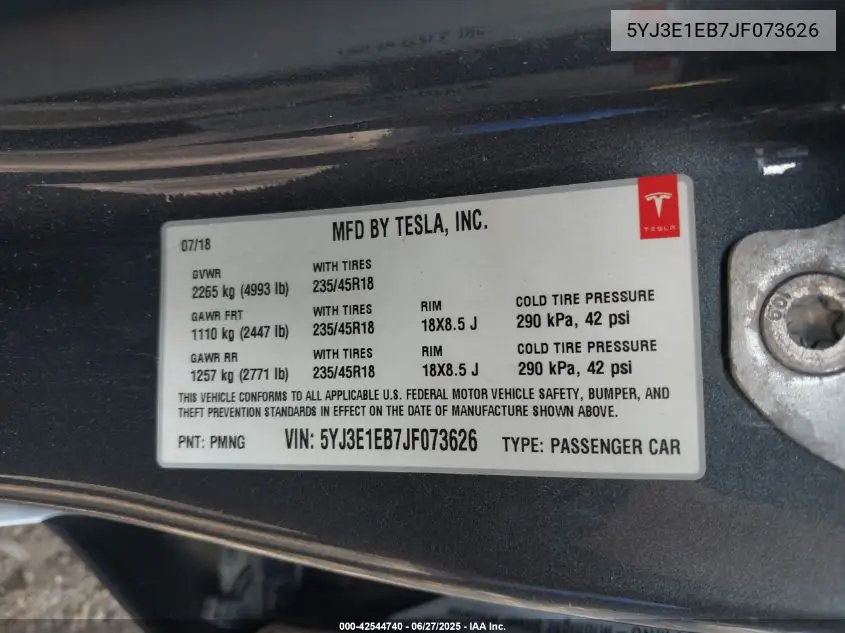 5YJ3E1EB7JF073626
07/18
MFD BY TESLA, INC.
TESLA
GVWR
2265 kg (4993 lb)
WITH TIRES
235/45R18
GAWR FRT
1110 kg (2447 lb)
WITH TIRES
235/45R18
RIM
18X8.5 J
COLD TIRE PRESSURE
290 kPa, 42 psi
GAWR RR
1257 kg (2771 lb)
WITH TIRES
235/45R18
RIM
18X8.5 J
COLD TIRE PRESSURE
290 kPa, 42 psi
THIS VEHICLE CONFORMS TO ALL APPLICABLE U.S. FEDERAL MOTOR VEHICLE SAFETY, BUMPER, AND
THEFT PREVENTION STANDARDS IN EFFECT ON THE DATE OF MANUFACTURE SHOWN ABOVE.
PNT: PMNG
VIN: 5YJ3E1EB7JF073626
TYPE: PASSENGER CAR
000-42544740 - 06/27/2025 - IAA Inc.